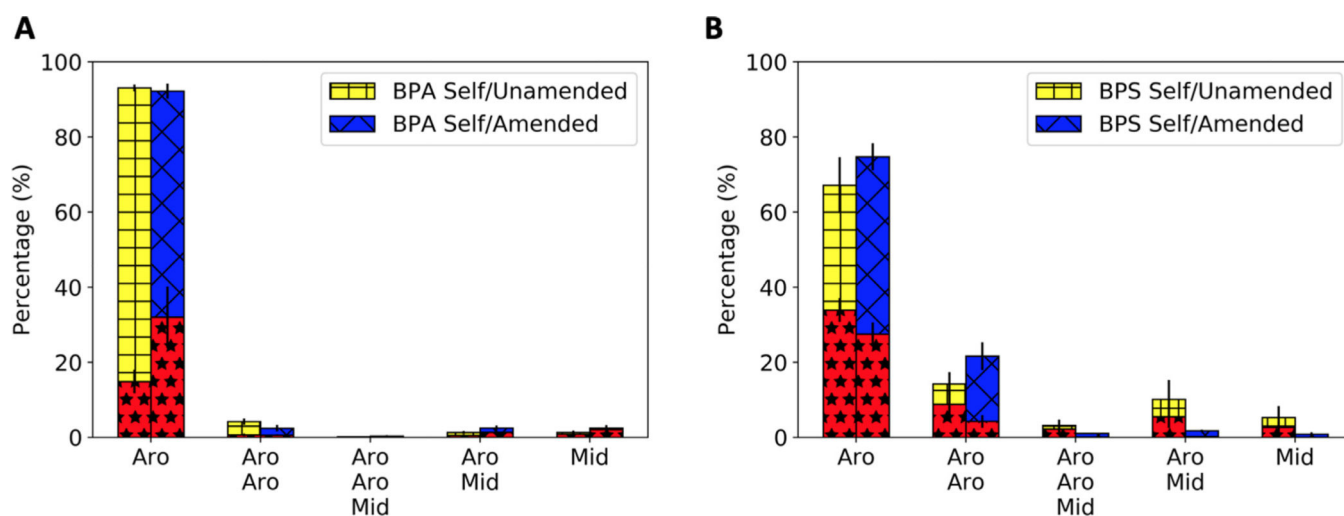 A
Percentage (%)
100
80
60
40
20
0
BPA Self/Unamended
BPA Self/Amended
Aro
Aro
Aro
Aro
Aro
Mid
Aro
Mid
Mid
B
Percentage (%)
100
80
60
40
20
0
BPS Self/Unamended
BPS Self/Amended
Aro
Aro
Aro
Aro
Aro
Mid
Aro
Mid
Mid